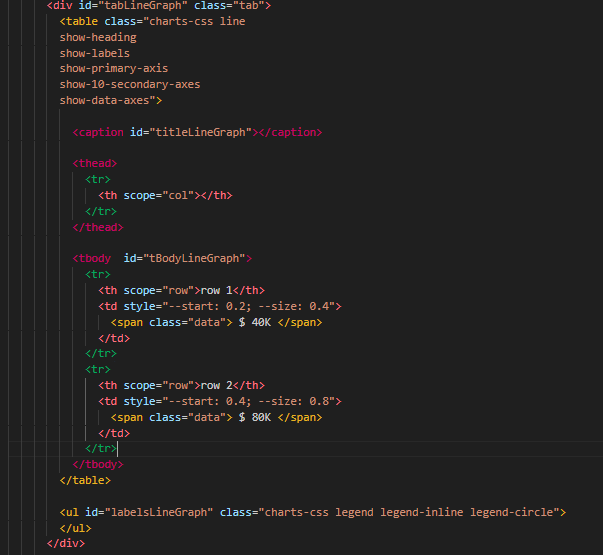 <div id="tabLineGraph" class="tab">
<table class="charts-css line
show-heading
show-labels
show-primary-axis
show-10-secondary-axes
show-data-axes">
<caption id="titleLineGraph"></caption>
<thead>
<tr>
<th scope="col"></th>
</tr>
</thead>
<tbody  id="tBodyLineGraph">
<tr>
<th scope="row">row 1</th>
<td style="--start: 0.2; --size: 0.4">
<span class="data"> $ 40K </span>
</td>
</tr>
<tr>
<th scope="row">row 2</th>
<td style="--start: 0.4; --size: 0.8">
<span class="data"> $ 80K </span>
</td>
</tr>
</tbody>
</table>
<ul id="labelsLineGraph" class="charts-css legend legend-inline legend-circle">
</ul>
</div>